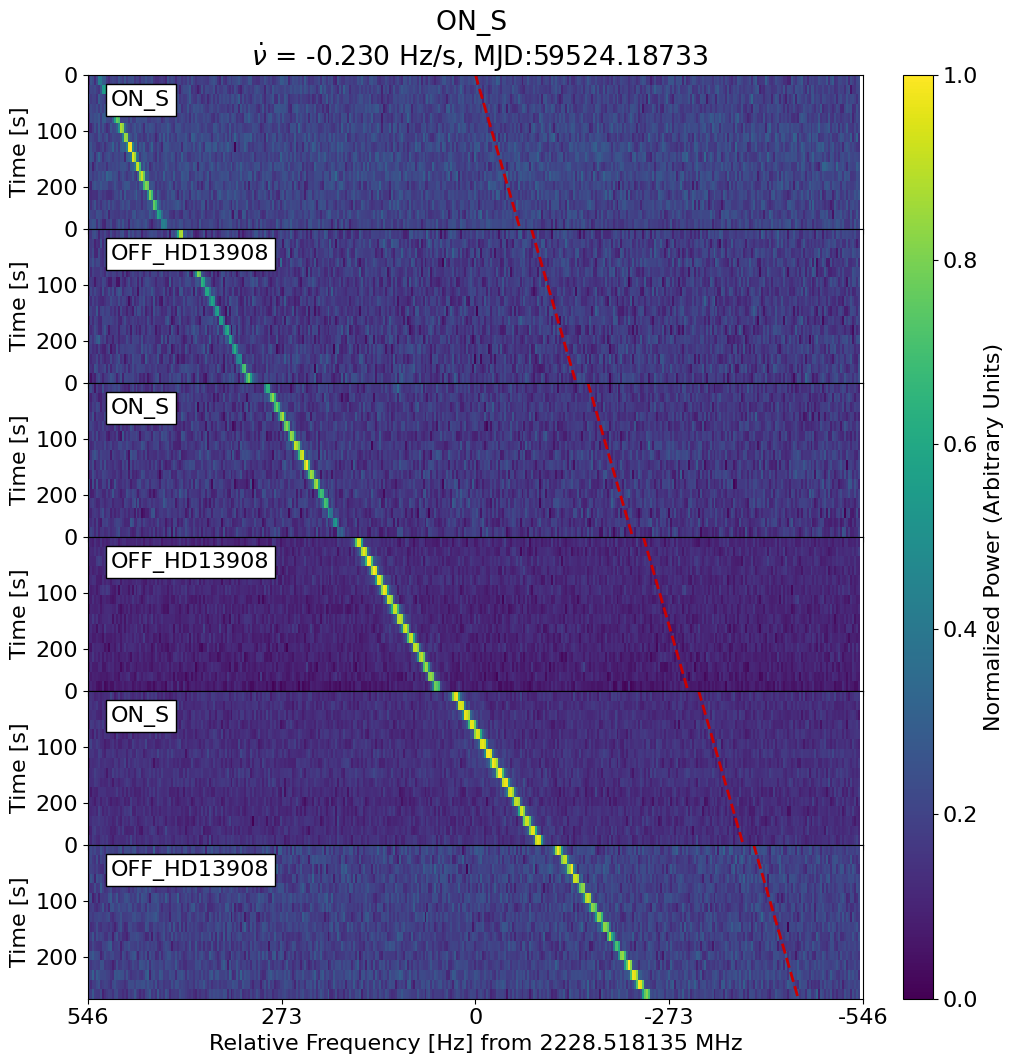 ON_S
ν̇ = -0.230 Hz/s, MJD:59524.18733
0
100
200
Time [s]
ON_S
0
100
200
Time [s]
OFF_HD13908
0
100
200
Time [s]
ON_S
0
100
200
Time [s]
OFF_HD13908
0
100
200
Time [s]
ON_S
0
100
200
Time [s]
OFF_HD13908
546 273 0 -273 -546
Relative Frequency [Hz] from 2228.518135 MHz
1.0
0.8
0.6
0.4
0.2
0.0
Normalized Power (Arbitrary Units)